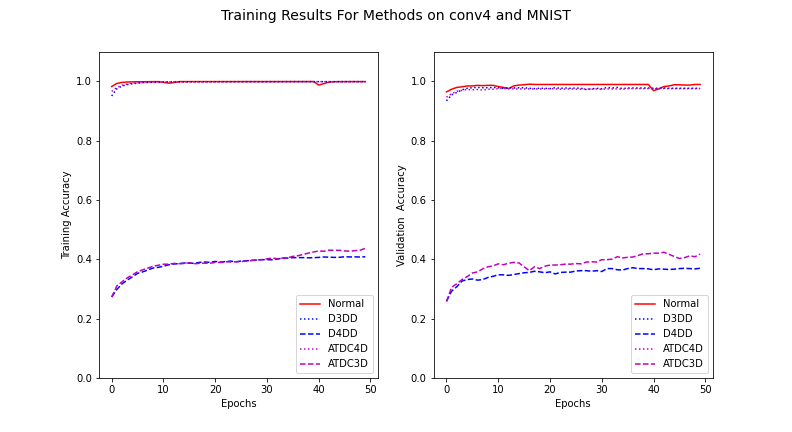 Training Results For Methods on conv4 and MNIST
Training Accuracy
1.0
0.8
0.6
0.4
0.2
0.0
0 10 20 30 40 50
Epochs
Normal
D3DD
D4DD
ATDC4D
ATDC3D
Validation Accuracy
1.0
0.8
0.6
0.4
0.2
0.0
0 10 20 30 40 50
Epochs
Normal
D3DD
D4DD
ATDC4D
ATDC3D